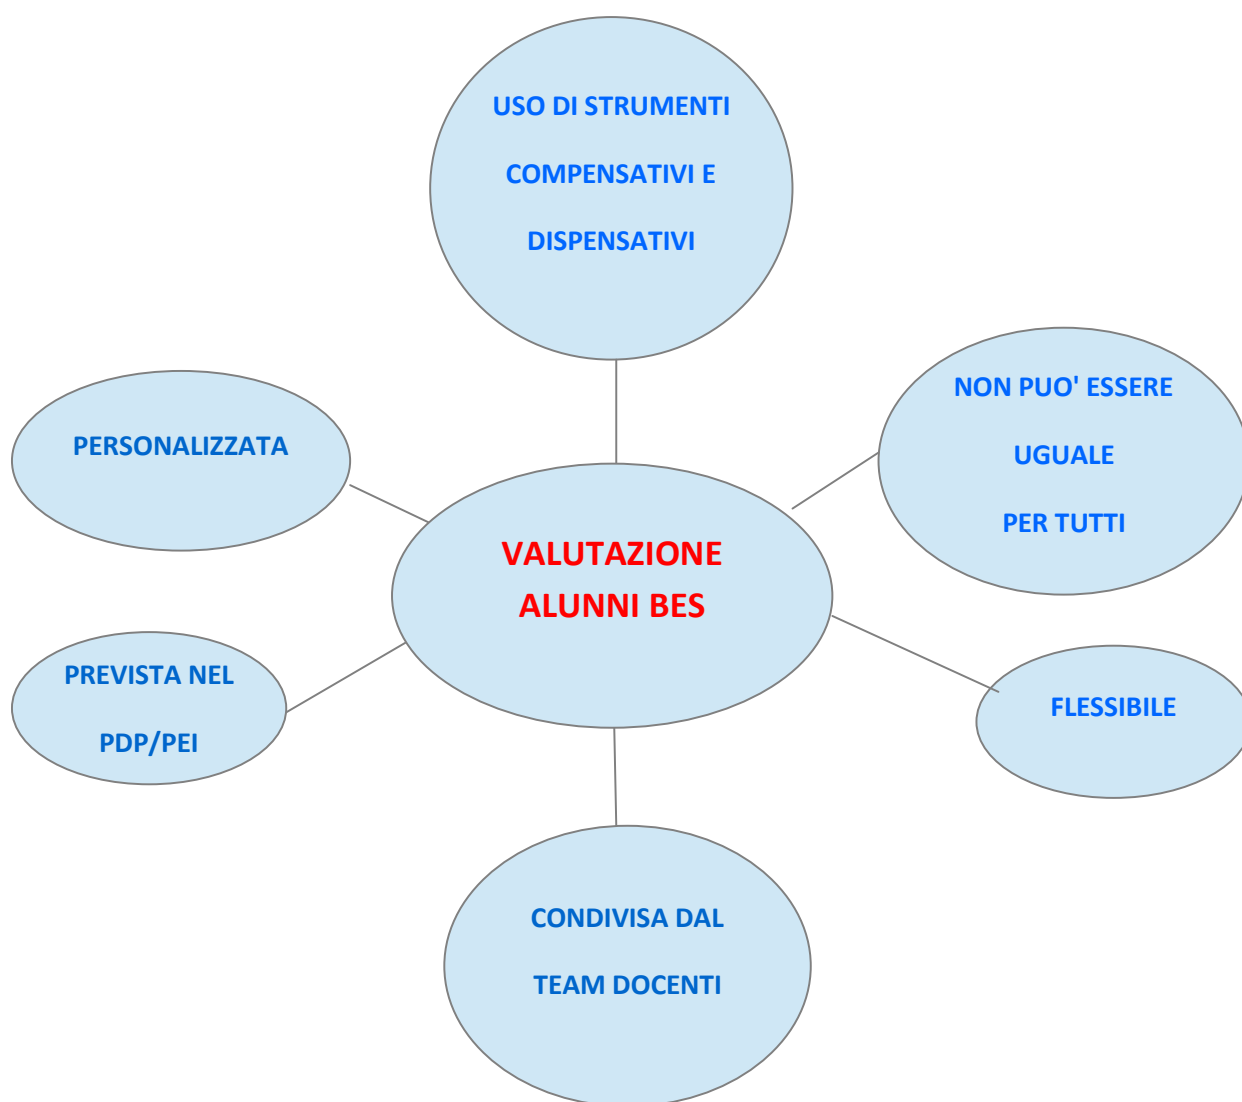 USO DI STRUMENTI
COMPENSATIVI E
DISPENSATIVI
NON PUO' ESSERE
UGUALE
PER TUTTI
PERSONALIZZATA
VALUTAZIONE
ALUNNI BES
PREVISTA NEL
PDP/PEI
FLESSIBILE
CONDIVISA DAL
TEAM DOCENTI